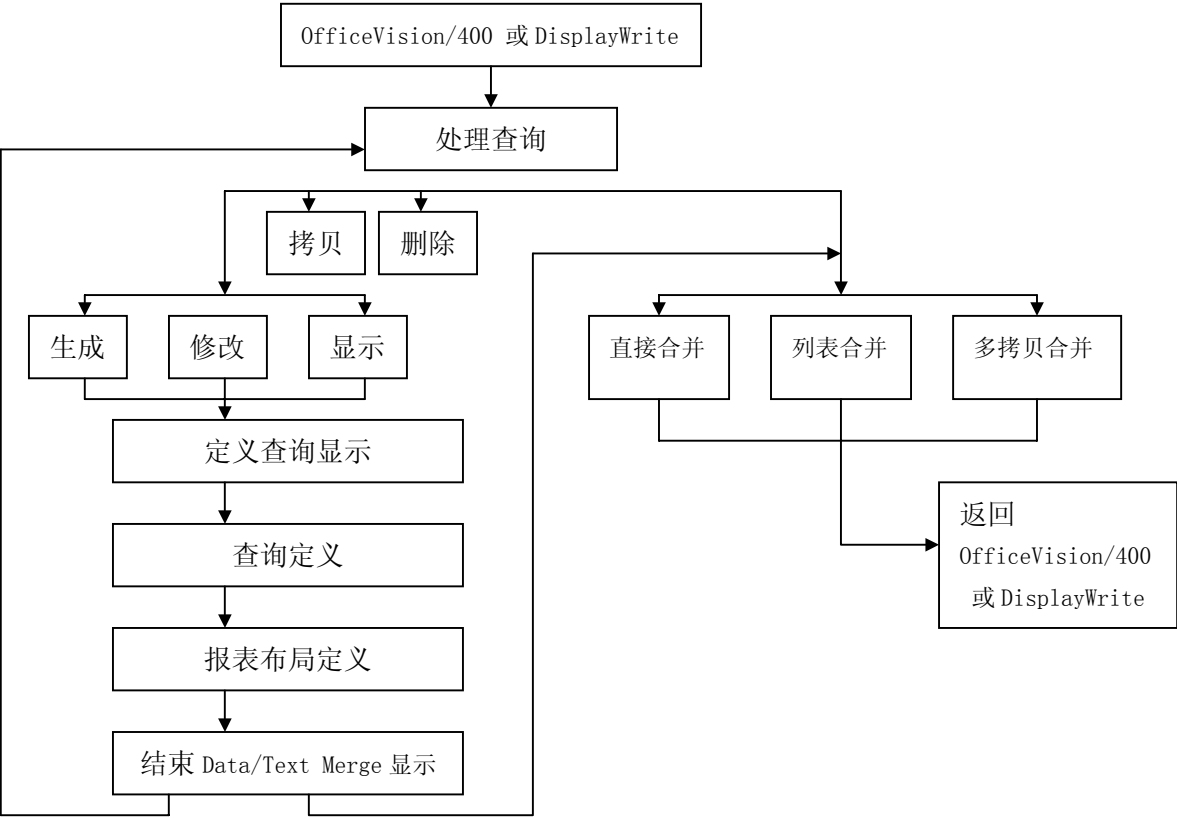 OfficeVision/400 或 DisplayWrite
处理查询
拷贝
删除
生成
修改
显示
直接合并
列表合并
多拷贝合并
定义查询显示
查询定义
报表布局定义
结束 Data/Text Merge 显示
返回
OfficeVision/400
或 DisplayWrite